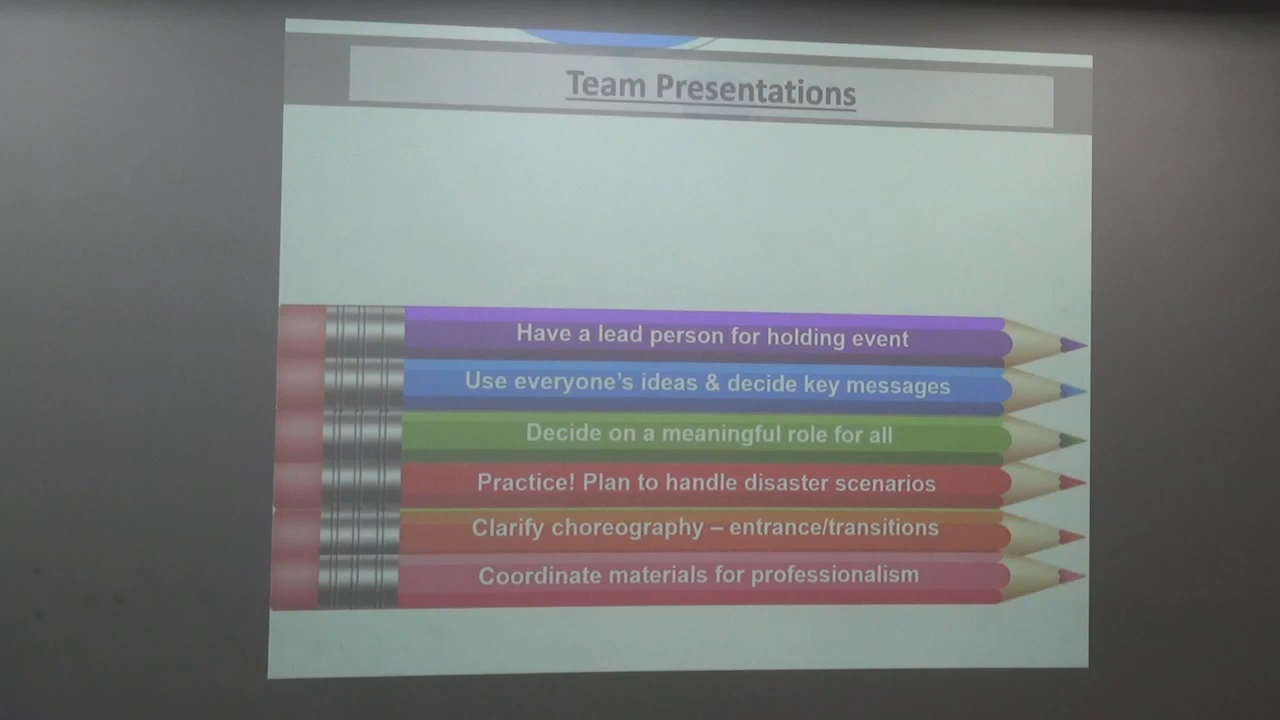 Team Presentations
Have a lead person for holding event
Use everyone’s ideas & decide key messages
Decide on a meaningful role for all
Practice! Plan to handle disaster scenarios
Clarify choreography – entrance/transitions
Coordinate materials for professionalism